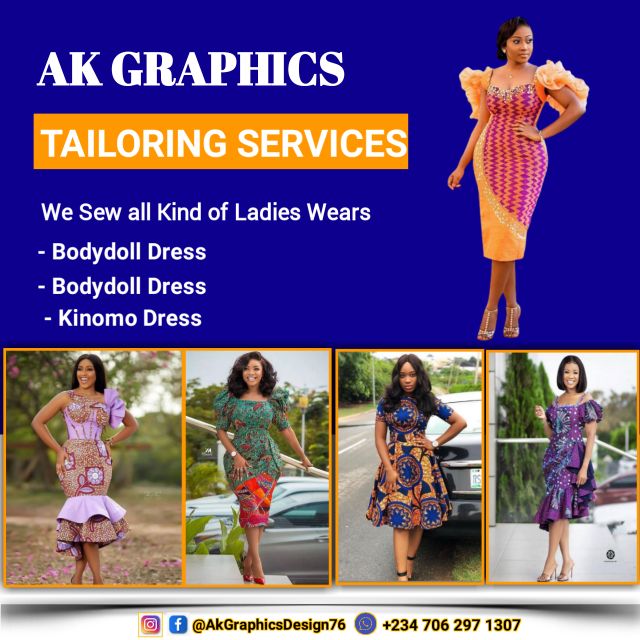 AK GRAPHICS
TAILORING SERVICES
We Sew all Kind of Ladies Wears
- Bodydoll Dress
- Bodydoll Dress
- Kinomo Dress
@AkGraphicsDesign76 +234 706 297 1307